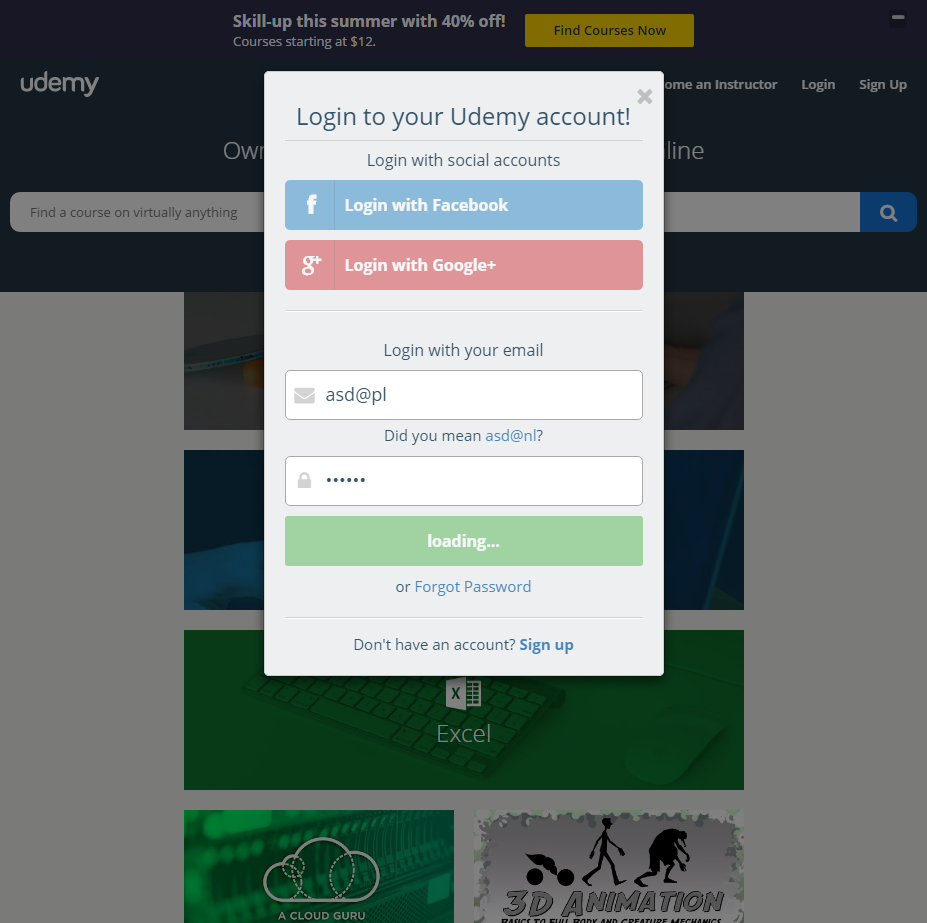 Skill-up this summer with 40% off!
Courses starting at $12.
Find Courses Now
udemy
ome an Instructor
Login
Sign Up
Login to your Udemy account!
Own
line
Login with social accounts
Find a course on virtually anything
f Login with Facebook
g+ Login with Google+
Login with your email
asd@pl
Did you mean asd@nl?
••••••
loading...
or Forgot Password
Don't have an account? Sign up
X
Excel
A CLOUD GURU
3D ANIMATION
BASICS TO FULL BODY AND CREATURE MECHANICS